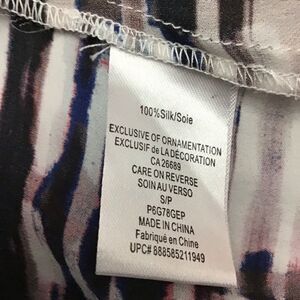 100%Silk/Soie
EXCLUSIVE OF ORNAMENTATION
EXCLUSIF de LA DÉCORATION
CA 26689
CARE ON REVERSE
SOIN AU VERSO
S/P
P6G78GEP
MADE IN CHINA
Fabriqué en Chine
UPC# 888585211949